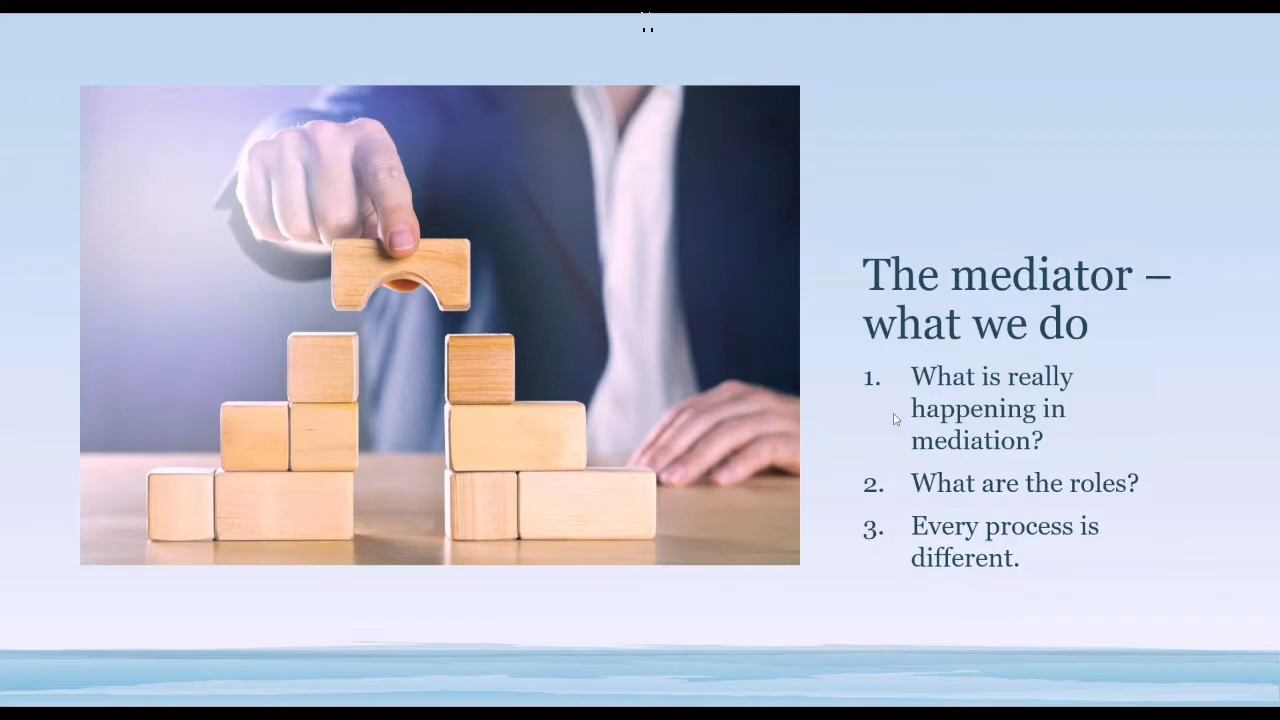 The mediator –
what we do
1. What is really
happening in
mediation?
2. What are the roles?
3. Every process is
different.